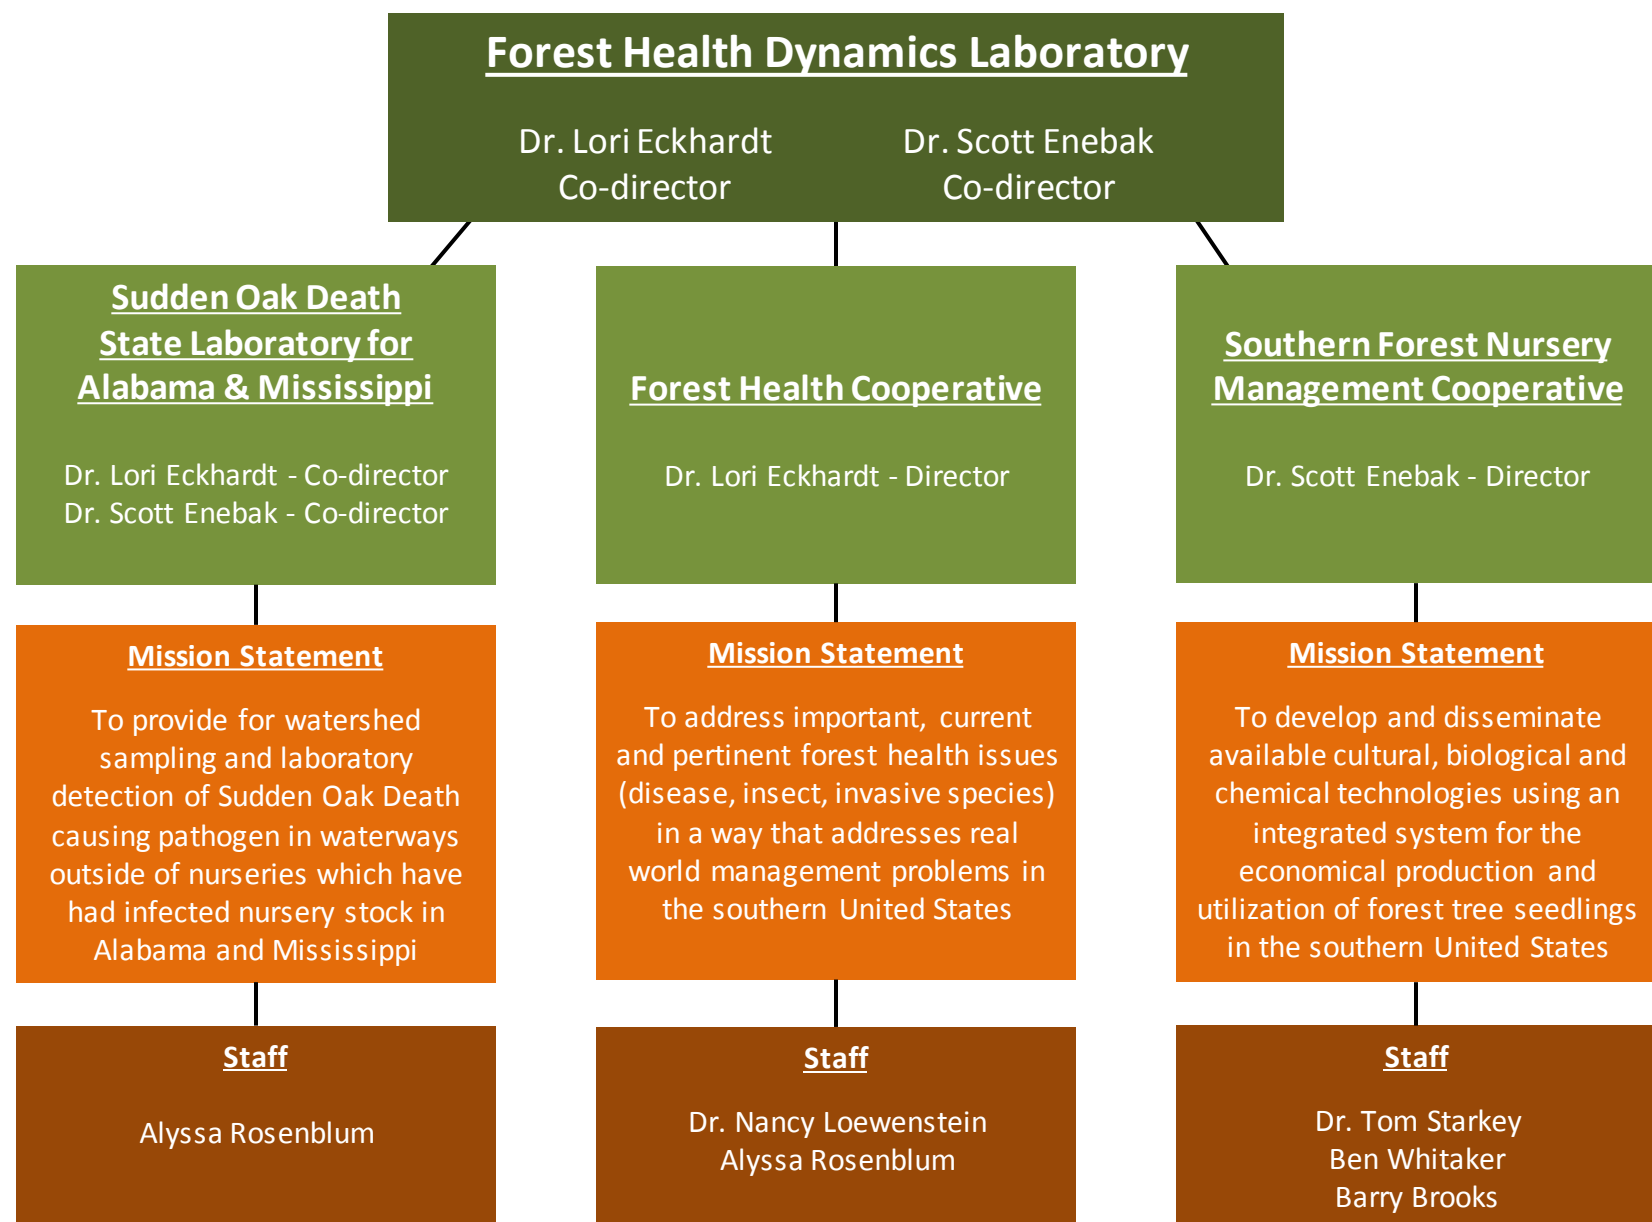 Forest Health Dynamics Laboratory
Dr. Lori Eckhardt
Co-director
Dr. Scott Enebak
Co-director
Sudden Oak Death
State Laboratory for
Alabama & Mississippi
Dr. Lori Eckhardt - Co-director
Dr. Scott Enebak - Co-director
Mission Statement
To provide for watershed
sampling and laboratory
detection of Sudden Oak Death
causing pathogen in waterways
outside of nurseries which have
had infected nursery stock in
Alabama and Mississippi
Staff
Alyssa Rosenblum
Forest Health Cooperative
Dr. Lori Eckhardt - Director
Mission Statement
To address important, current
and pertinent forest health issues
(disease, insect, invasive species)
in a way that addresses real
world management problems in
the southern United States
Staff
Dr. Nancy Loewenstein
Alyssa Rosenblum
Southern Forest Nursery
Management Cooperative
Dr. Scott Enebak - Director
Mission Statement
To develop and disseminate
available cultural, biological and
chemical technologies using an
integrated system for the
economical production and
utilization of forest tree seedlings
in the southern United States
Staff
Dr. Tom Starkey
Ben Whitaker
Barry Brooks